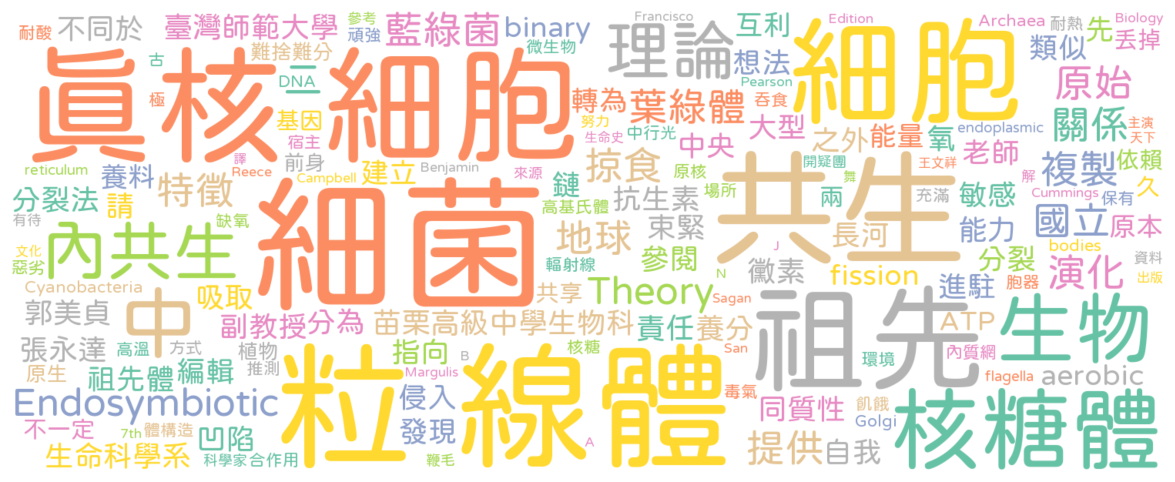 耐酸
不同於
臺灣師範大學
參考
頑強
藍綠菌
binary
Francisco
理論
互利
Edition
Archaea
耐熱
Biology
先
丟掉
難捨難分
微生物
想法
細胞
類似
古
DNA
二
Pearson
原始
眞核細胞
極
基因
努力
轉為
葉綠體
吞食
大型
之外
能量
氧
endoplasmic
關係
主演
天下
宿主
生命史
中行光
中央
老師
reticulum
養料
譯
Reece
前身
建立
Benjamin
來源
掠食
原核
開疑團
王文祥
複製
依賴
分裂法
請
特徵
Campbell
細菌
鏈
抗生素
場所
共生
舞
兩
充滿
敏感
解
Cummings
保有
久
有待
缺氧
高基氏體
束緊
長河
能力
國立
原本
內共生
地球
J
bodies
文化
惡劣
輻射線
參閱
N
黴素
fission
分裂
演化
資料
Cyanobacteria
吸取
共享
Theory
Sagan
進駐
胞器
出版
郭美貞
中
副教授
分為
苗栗高級中學生物科
責任
養分
祖先
ATP
生物
張永達
高溫
方式
植物
指向
B
核糖
San
環境
內質網
原生
推測
粒線體
Margulis
毒氣
flagella
aerobic
祖先體
編輯
侵入
同質性
飢餓
核糖體
Endosymbiotic
Golgi
不一定
7th
體構造
凹陷
發現
A
提供
自我
生命科學系
科學家
合作用
鞭毛